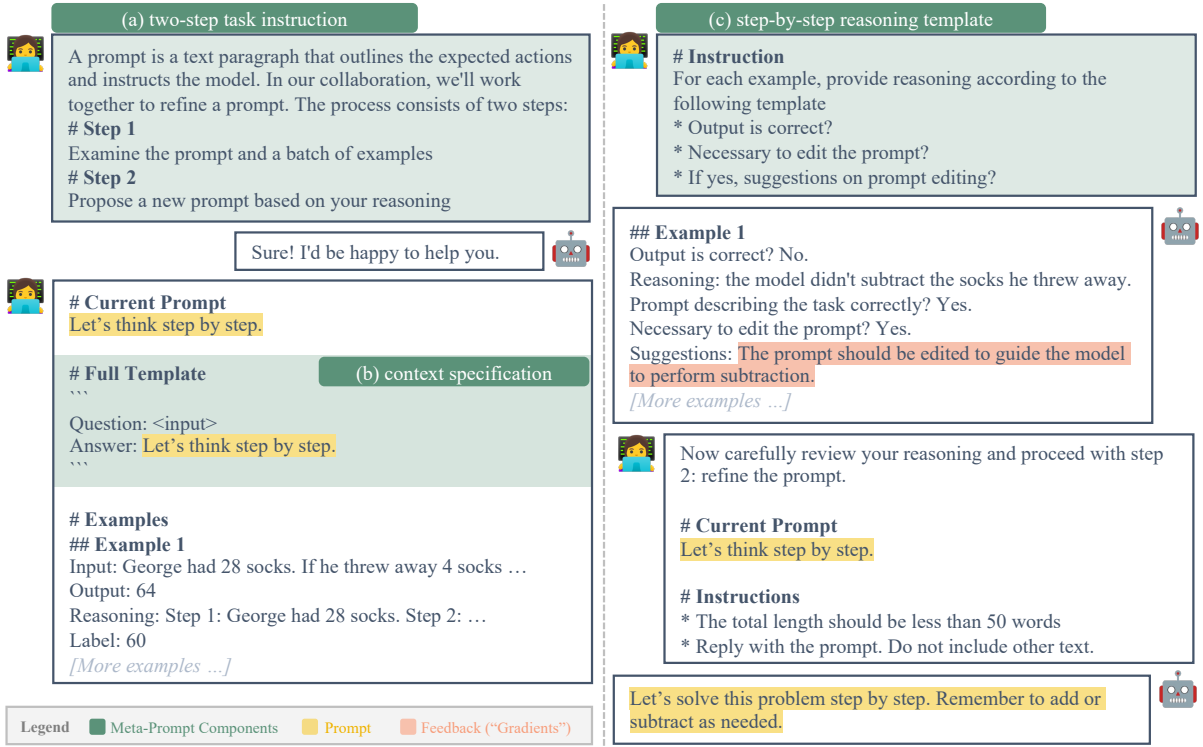 (a) two-step task instruction
A prompt is a text paragraph that outlines the expected actions
and instructs the model. In our collaboration, we'll work
together to refine a prompt. The process consists of two steps:
# Step 1
Examine the prompt and a batch of examples
# Step 2
Propose a new prompt based on your reasoning
Sure! I'd be happy to help you.
# Current Prompt
Let’s think step by step.
# Full Template
(b) context specification
```
Question: <input>
Answer: Let’s think step by step.
```
# Examples
## Example 1
Input: George had 28 socks. If he threw away 4 socks …
Output: 64
Reasoning: Step 1: George had 28 socks. Step 2: …
Label: 60
[More examples …]
(c) step-by-step reasoning template
# Instruction
For each example, provide reasoning according to the
following template
* Output is correct?
* Necessary to edit the prompt?
* If yes, suggestions on prompt editing?
## Example 1
Output is correct? No.
Reasoning: the model didn't subtract the socks he threw away.
Prompt describing the task correctly? Yes.
Necessary to edit the prompt? Yes.
Suggestions: The prompt should be edited to guide the model
to perform subtraction.
[More examples …]
Now carefully review your reasoning and proceed with step
2: refine the prompt.
# Current Prompt
Let’s think step by step.
# Instructions
* The total length should be less than 50 words
* Reply with the prompt. Do not include other text.
Let’s solve this problem step by step. Remember to add or
subtract as needed.
Legend Meta-Prompt Components Prompt Feedback (“Gradients”)